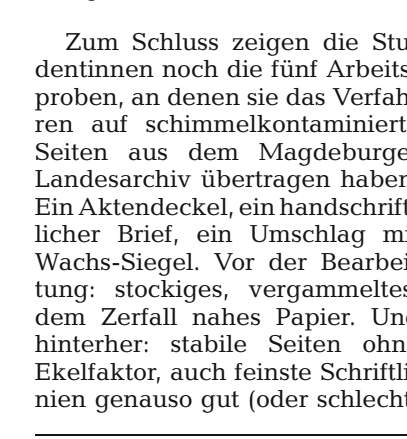 Zum Schluss zeigen die Stu
dentinnen noch die fünf Arbeits
proben, an denen sie das Verfah
ren auf schimmelkontaminiert
Seiten aus dem Magdeburge
Landesarchiv übertragen haben
Ein Aktendeckel, ein handschrift
licher Brief, ein Umschlag mi
Wachs-Siegel. Vor der Bearbei
tung: stockiges, vergammeltes
dem Zerfall nahes Papier. Und
hinterher: stabile Seiten ohn
Ekelfaktor, auch feinste Schriftli
nien genauso gut (oder schlecht